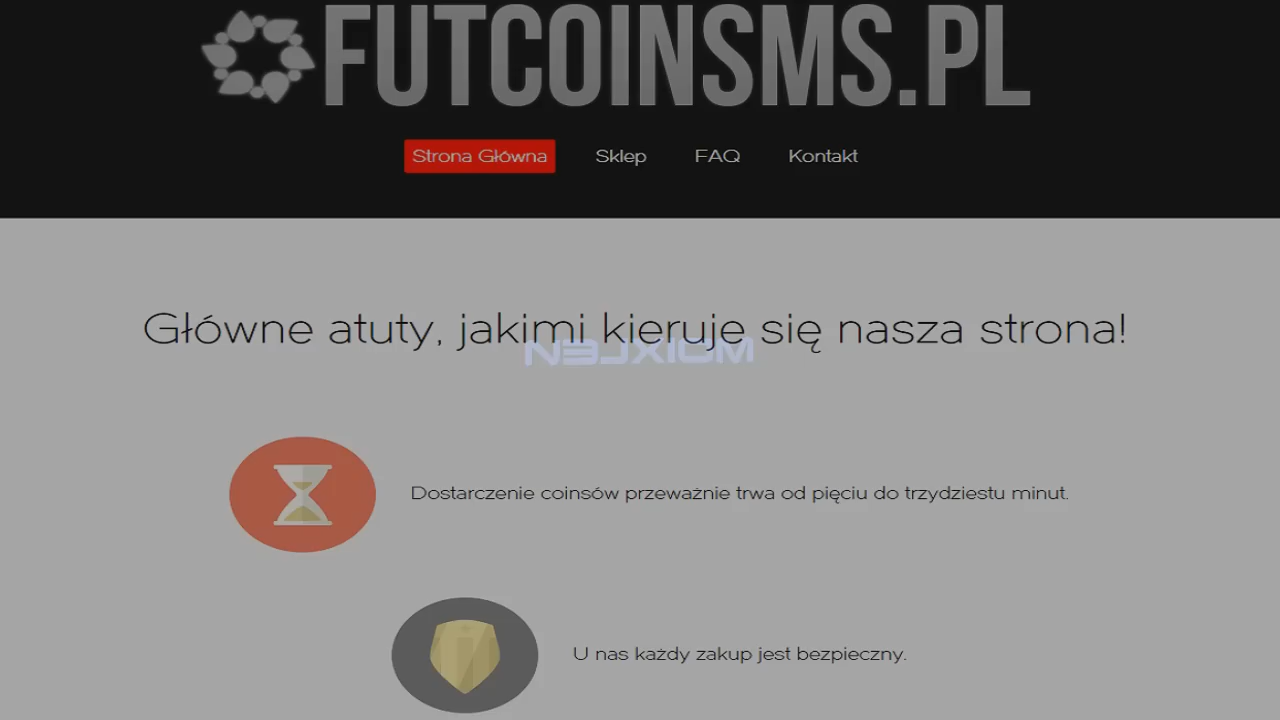 FUTCOINSMS.PL
Strona Główna Sklep FAQ Kontakt
Główne atuty, jakimi kieruje się nasza strona!
N3JXIOM
Dostarczenie coinsów przeważnie trwa od pięciu do trzydziestu minut.
U nas każdy zakup jest bezpieczny.